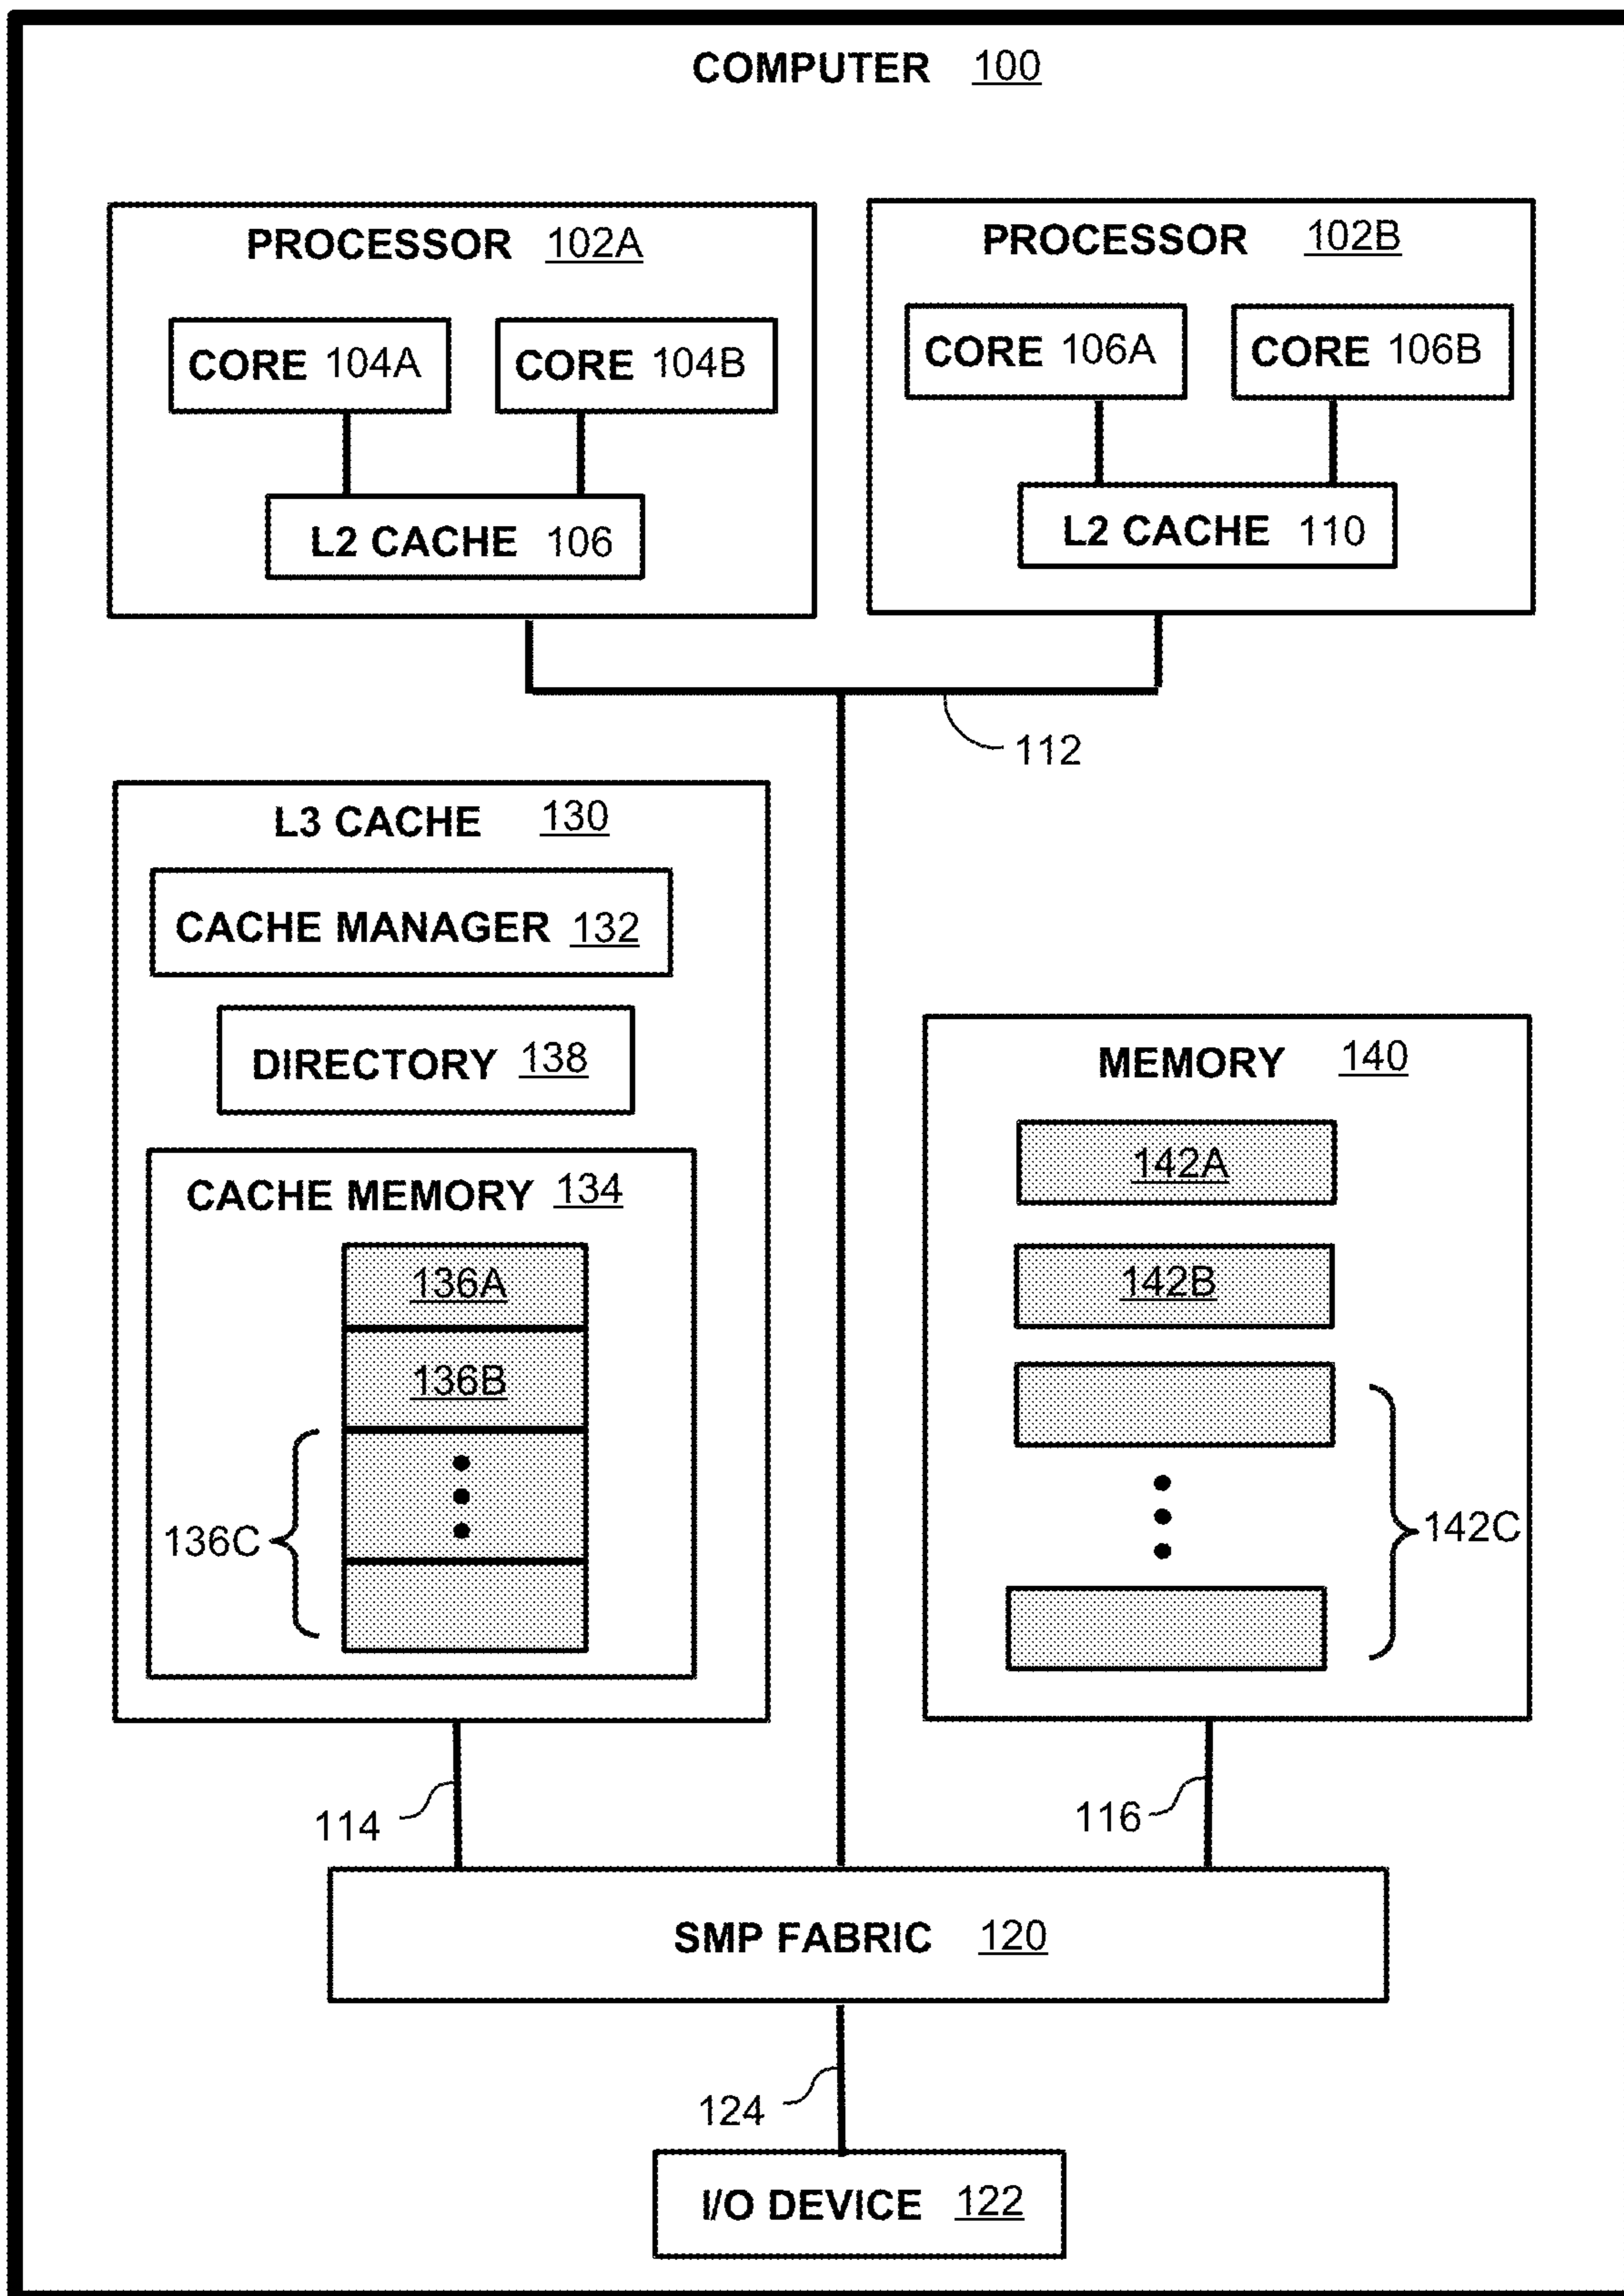 COMPUTER 100
PROCESSOR 102A
CORE 104A
CORE 104B
L2 CACHE 106
PROCESSOR 102B
CORE 106A
CORE 106B
L2 CACHE 110
112
L3 CACHE 130
CACHE MANAGER 132
DIRECTORY 138
CACHE MEMORY 134
136A
136B
136C
MEMORY 140
142A
142B
142C
114
116
SMP FABRIC 120
124
I/O DEVICE 122